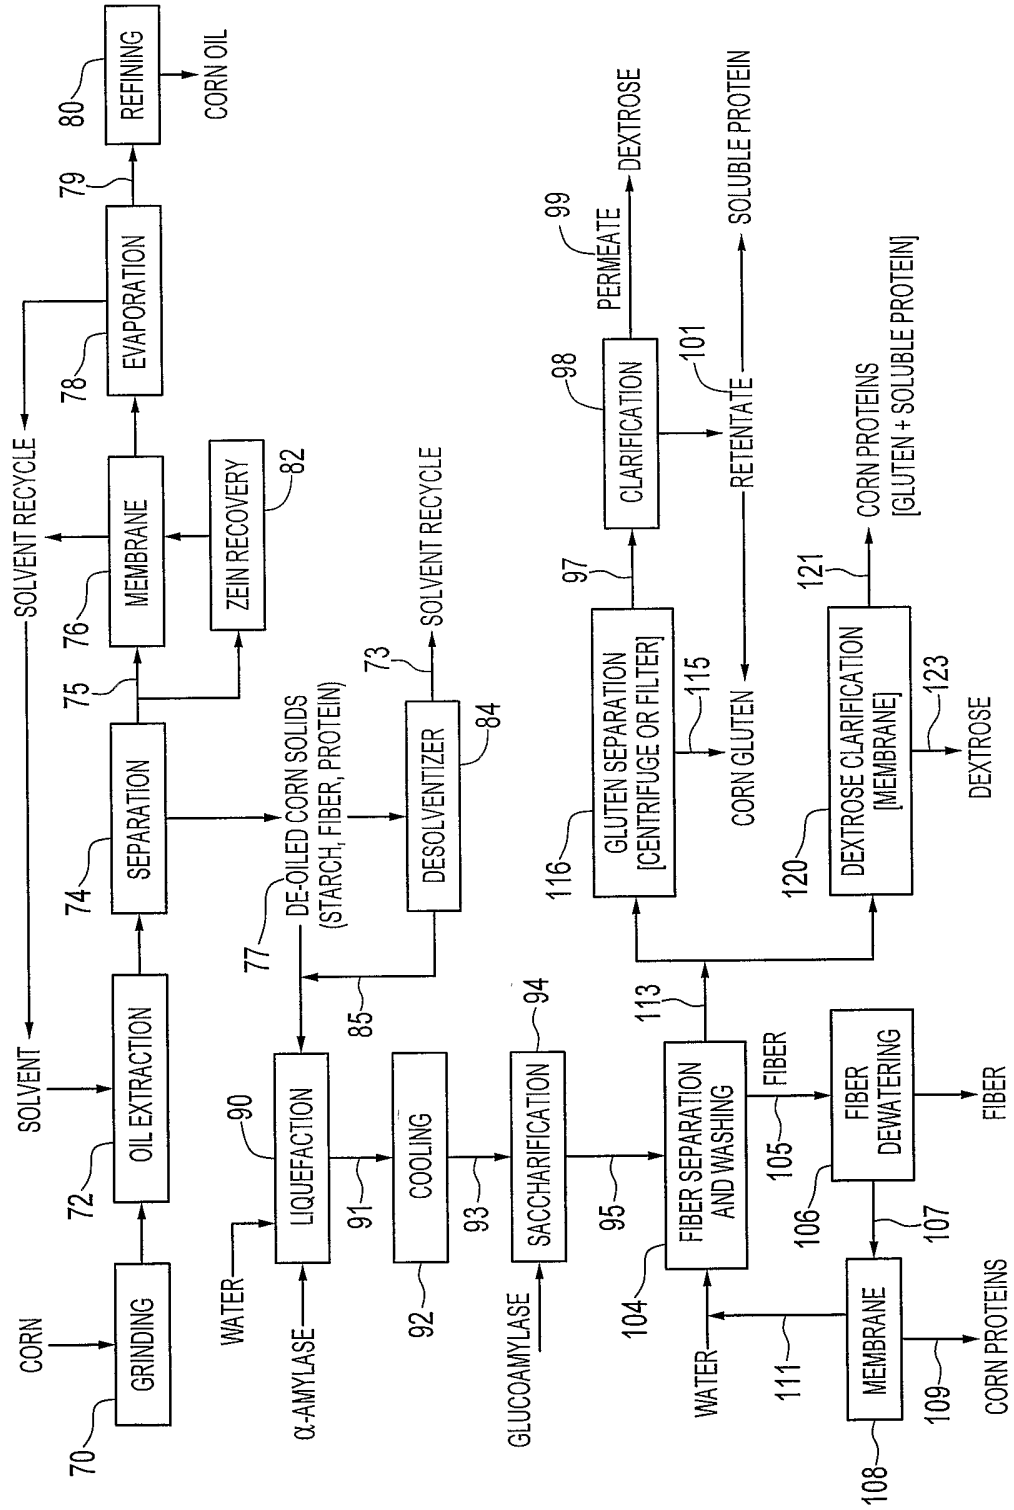 CORN
70
GRINDING
SOLVENT
72
OIL EXTRACTION
74
SEPARATION
75
SOLVENT RECYCLE
76
MEMBRANE
78
EVAPORATION
79
80
REFINING
CORN OIL
ZEIN RECOVERY
82
77
DE-OILED CORN SOLIDS
(STARCH, FIBER, PROTEIN)
73
SOLVENT RECYCLE
DESOLVENTIZER
84
85
WATER
α-AMYLASE
90
LIQUEFACTION
91
92
COOLING
93
GLUCOAMYLASE
94
SACCHARIFICATION
95
WATER
104
FIBER SEPARATION
AND WASHING
113
105
FIBER
106
FIBER
DEWATERING
FIBER
107
108
MEMBRANE
111
109
CORN PROTEINS
116
GLUTEN SEPARATION
[CENTRIFUGE OR FILTER]
115
CORN GLUTEN
97
98
CLARIFICATION
PERMEATE
99
DEXTROSE
RETENTATE
101
SOLUBLE PROTEIN
120
DEXTROSE CLARIFICATION
[MEMBRANE]
121
CORN PROTEINS
[GLUTEN + SOLUBLE PROTEIN]
123
DEXTROSE